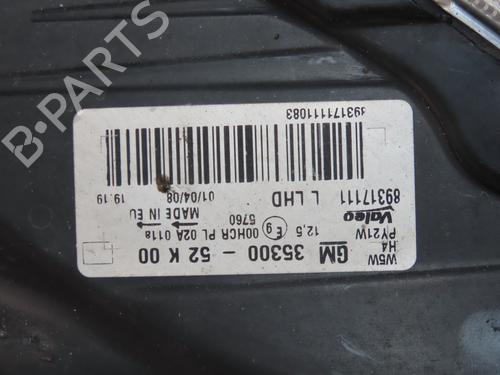 W5W
H4
GM 35300 - 52 K 00
PY21W
Valeo
12,5 E9 00HCR PL 02A 011a
5760 MADE IN EU
89317111 L LHD 01/04/08 19.19
893171111083
B-PARTS